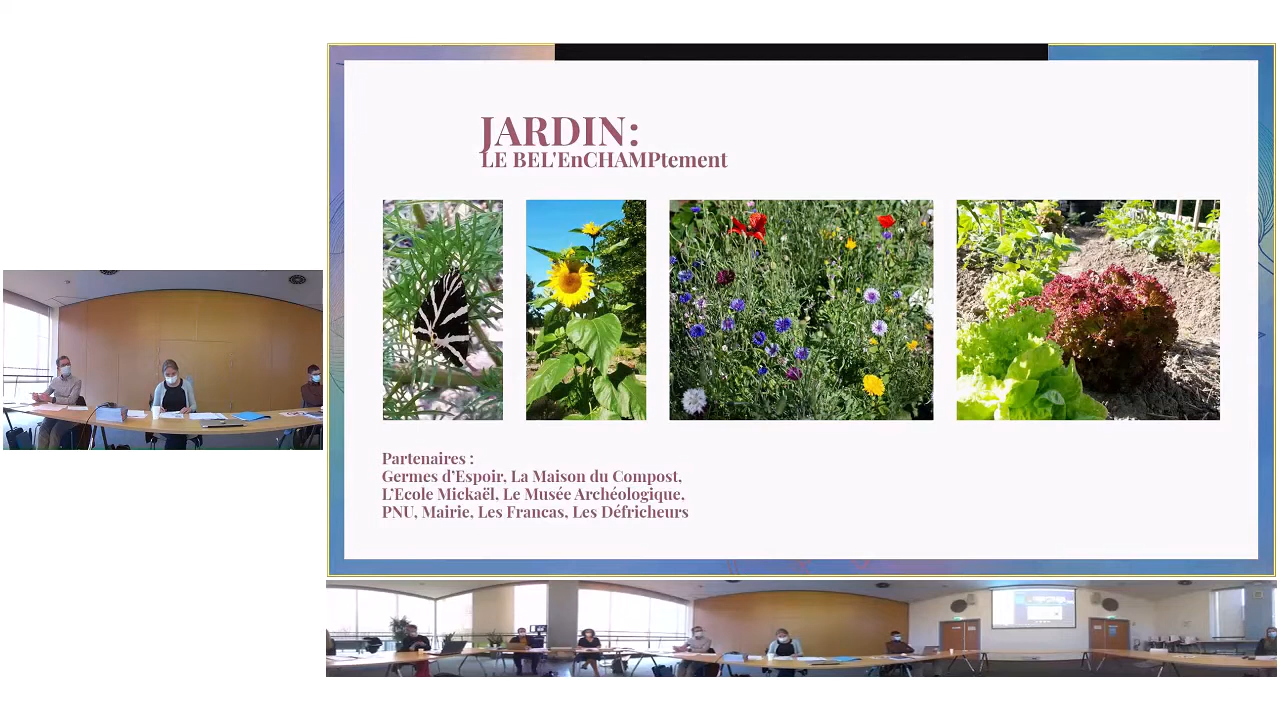 JARDIN:
LE BEL'EnCHAMPtement
Partenaires :
Germes d'Espoir, La Maison du Compost,
L'Ecole Mickaël, Le Musée Archéologique,
PNU, Mairie, Les Francas, Les Défricheurs